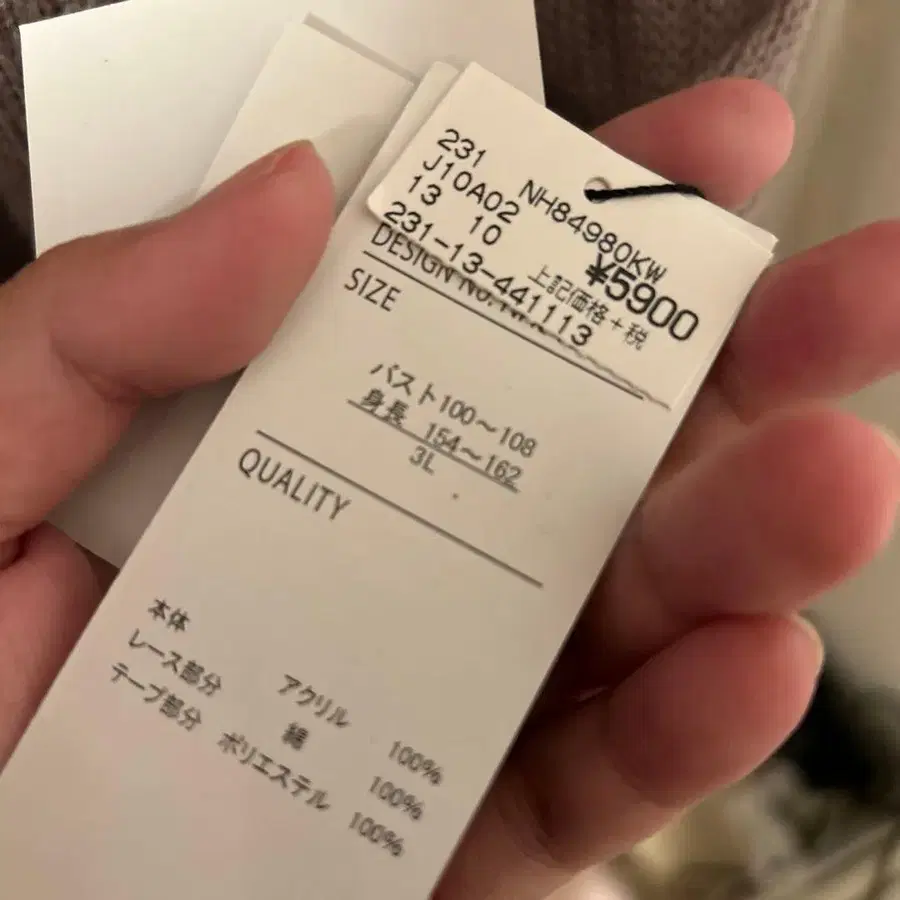 231
J10A02 NH84980KW
13 10 ¥5900
231-13-441113 上記価格+税
DESIGN No.
SIZE
バスト100〜108
身長 154〜162
3L
QUALITY
本体 アクリル 100%
レース部分 綿 100%
テープ部分 ポリエステル 100%